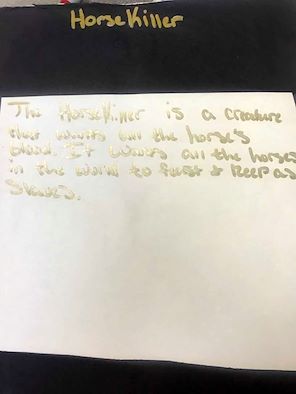 HorseKiller
The HorseKiller is a creature
that wants all the horse's
blood. It wants all the horses
in the world to feast & keep as
Slaves.